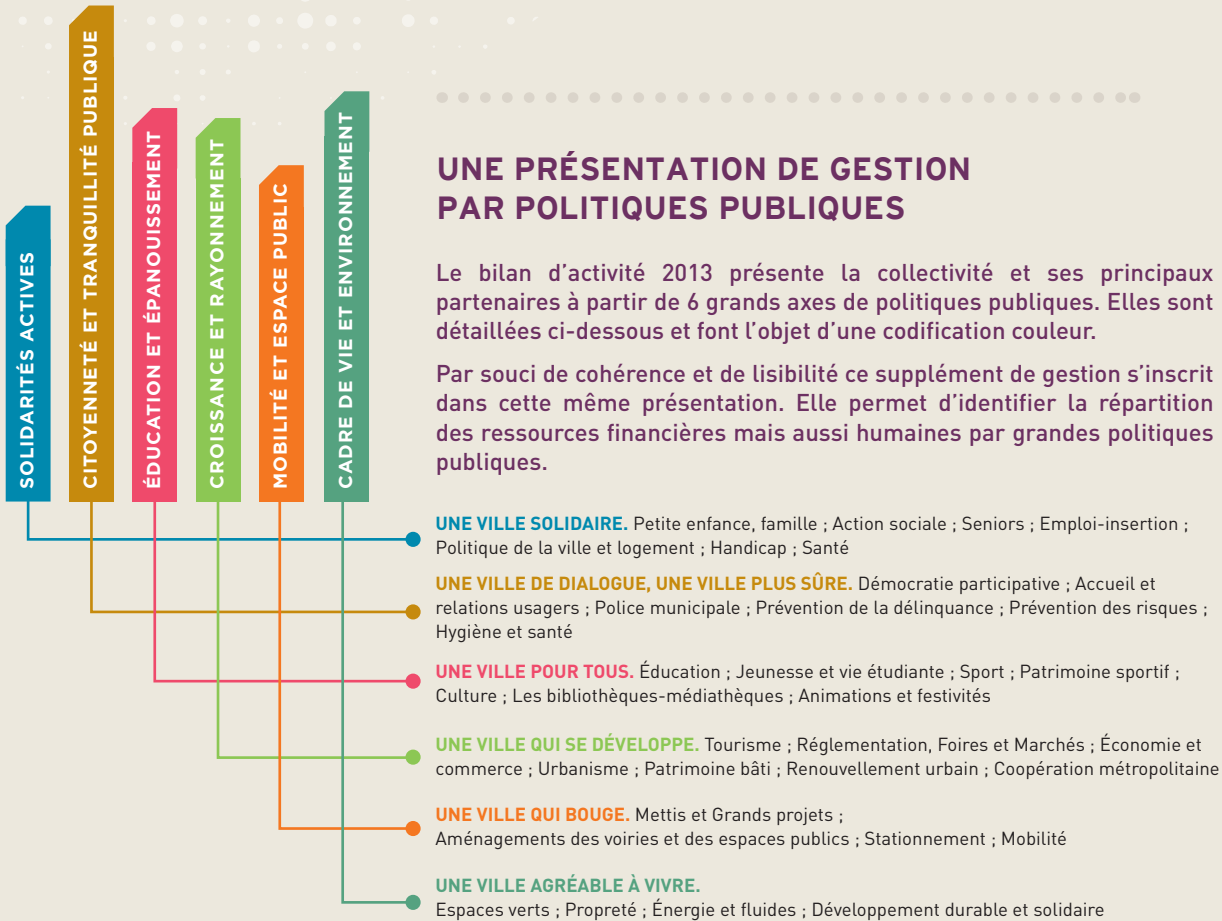 SOLIDARITÉS ACTIVES
CITOYENNETÉ ET TRANQUILLITÉ PUBLIQUE
ÉDUCATION ET ÉPANOUISSEMENT
CROISSANCE ET RAYONNEMENT
MOBILITÉ ET ESPACE PUBLIC
CADRE DE VIE ET ENVIRONNEMENT
UNE PRÉSENTATION DE GESTION
PAR POLITIQUES PUBLIQUES
Le bilan d’activité 2013 présente la collectivité et ses principaux
partenaires à partir de 6 grands axes de politiques publiques. Elles sont
détaillées ci-dessous et font l’objet d’une codification couleur.
Par souci de cohérence et de lisibilité ce supplément de gestion s’inscrit
dans cette même présentation. Elle permet d’identifier la répartition
des ressources financières mais aussi humaines par grandes politiques
publiques.
UNE VILLE SOLIDAIRE. Petite enfance, famille ; Action sociale ; Seniors ; Emploi-insertion ;
Politique de la ville et logement ; Handicap ; Santé
UNE VILLE DE DIALOGUE, UNE VILLE PLUS SÛRE. Démocratie participative ; Accueil et
relations usagers ; Police municipale ; Prévention de la délinquance ; Prévention des risques ;
Hygiène et santé
UNE VILLE POUR TOUS. Éducation ; Jeunesse et vie étudiante ; Sport ; Patrimoine sportif ;
Culture ; Les bibliothèques-médiathèques ; Animations et festivités
UNE VILLE QUI SE DÉVELOPPE. Tourisme ; Réglementation, Foires et Marchés ; Économie et
commerce ; Urbanisme ; Patrimoine bâti ; Renouvellement urbain ; Coopération métropolitaine
UNE VILLE QUI BOUGE. Mettis et Grands projets ;
Aménagements des voiries et des espaces publics ; Stationnement ; Mobilité
UNE VILLE AGRÉABLE À VIVRE.
Espaces verts ; Propreté ; Énergie et fluides ; Développement durable et solidaire